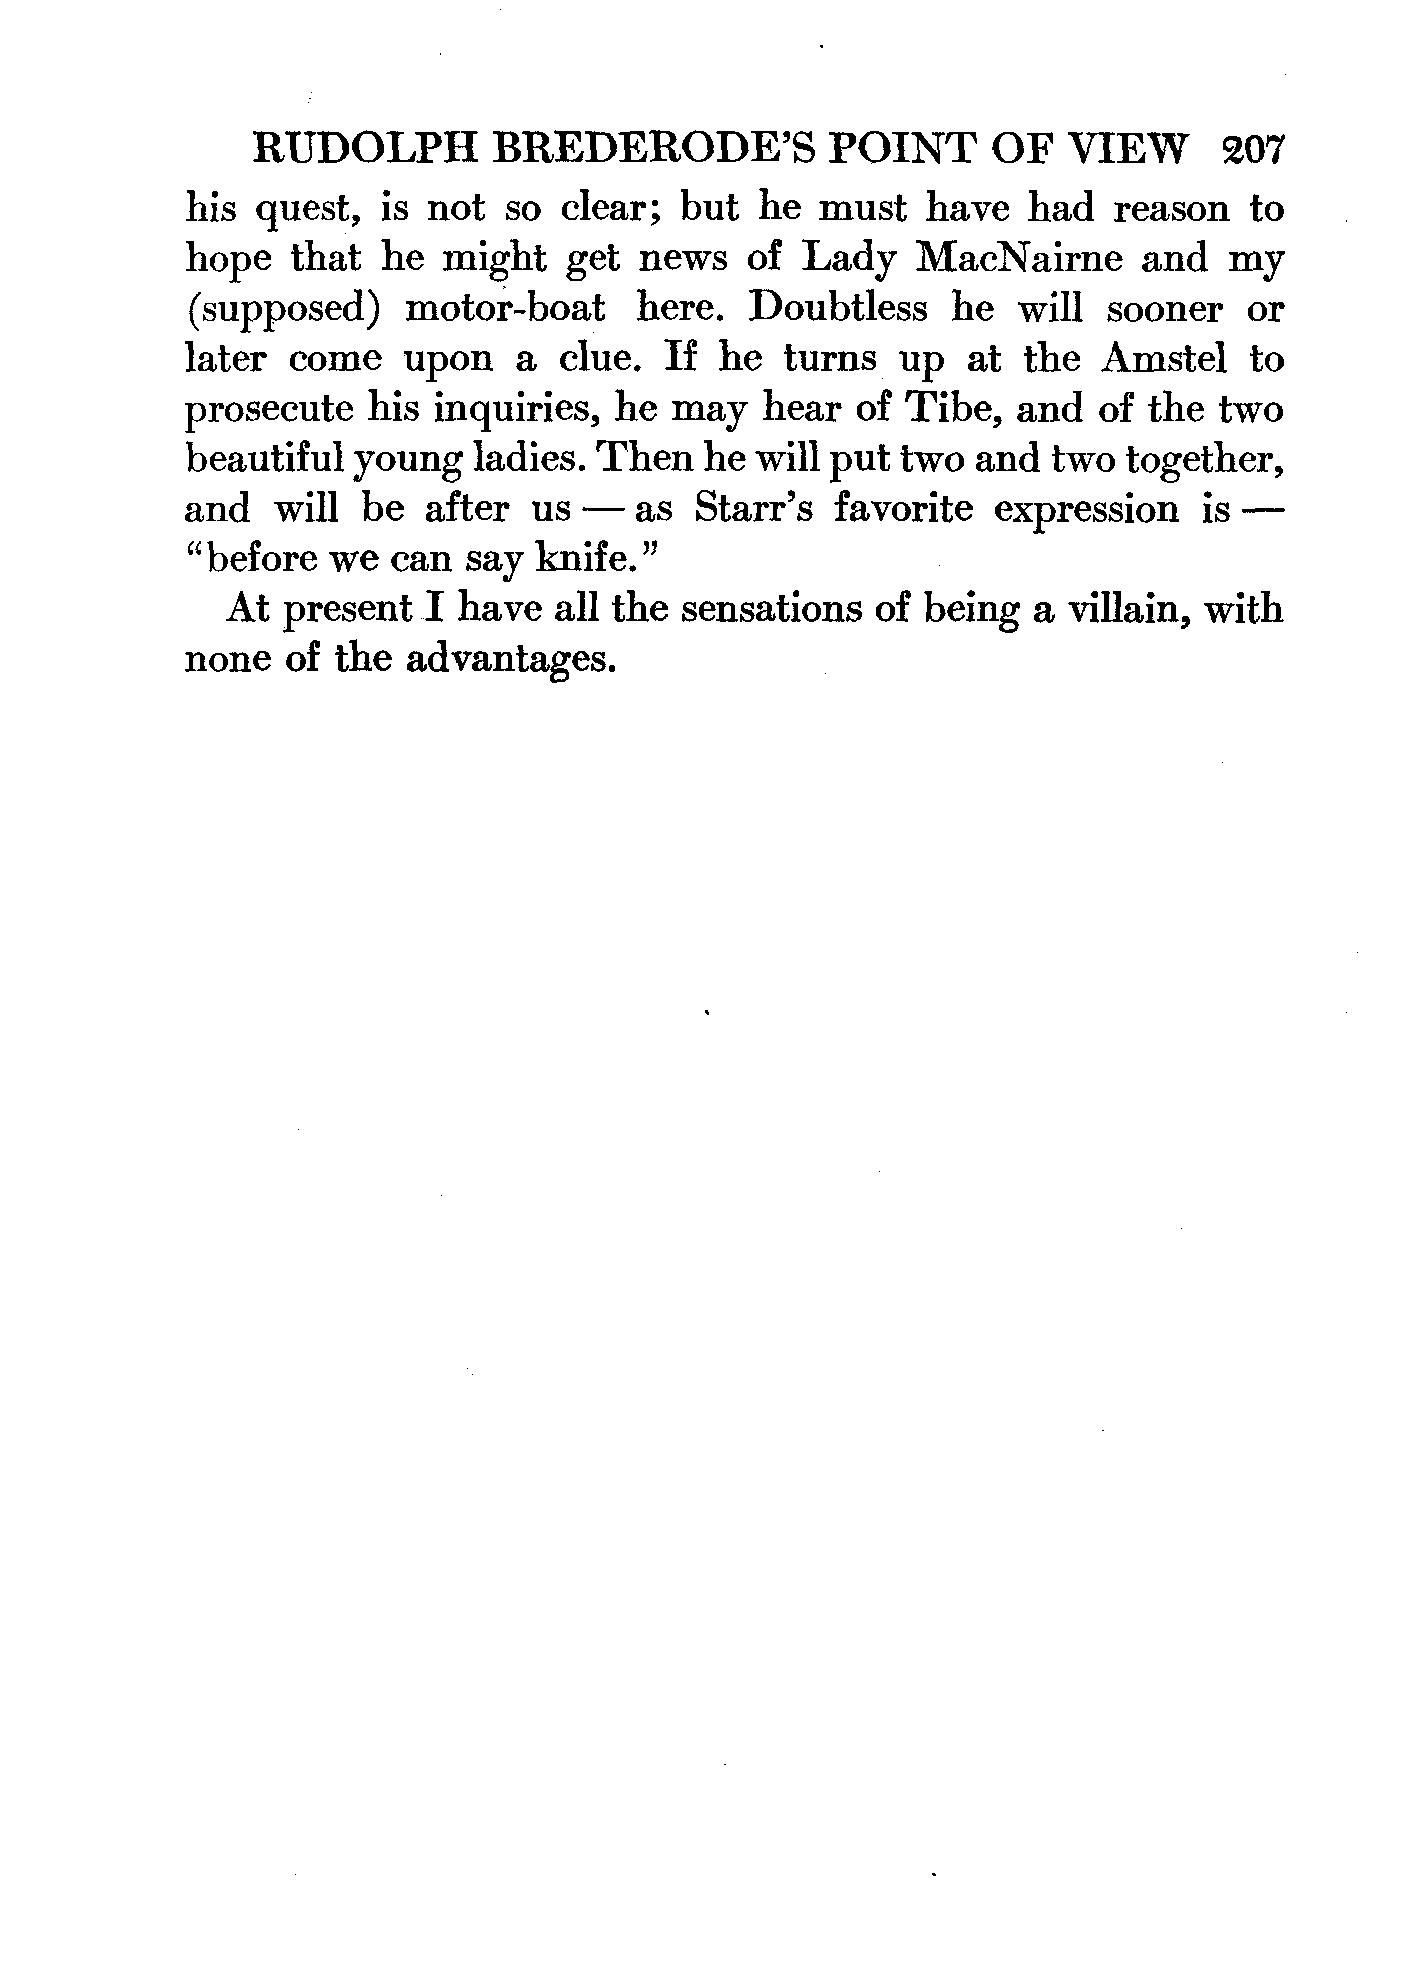 RUDOLPH BREDERODE'S POINT OF VIEW 207
his quest, is not so clear; but he must have had reason to
hope that he might get news of Lady MacNairne and my
(supposed) motor-boat here. Doubtless he will sooner or
later come upon a clue. If he turns up at the Amstel to
prosecute his inquiries, he may hear of Tibe, and of the two
beautiful young ladies. Then he will put two and two together,
and will be after us — as Starr's favorite expression is —
“before we can say knife.”
At present I have all the sensations of being a villain, with
none of the advantages.